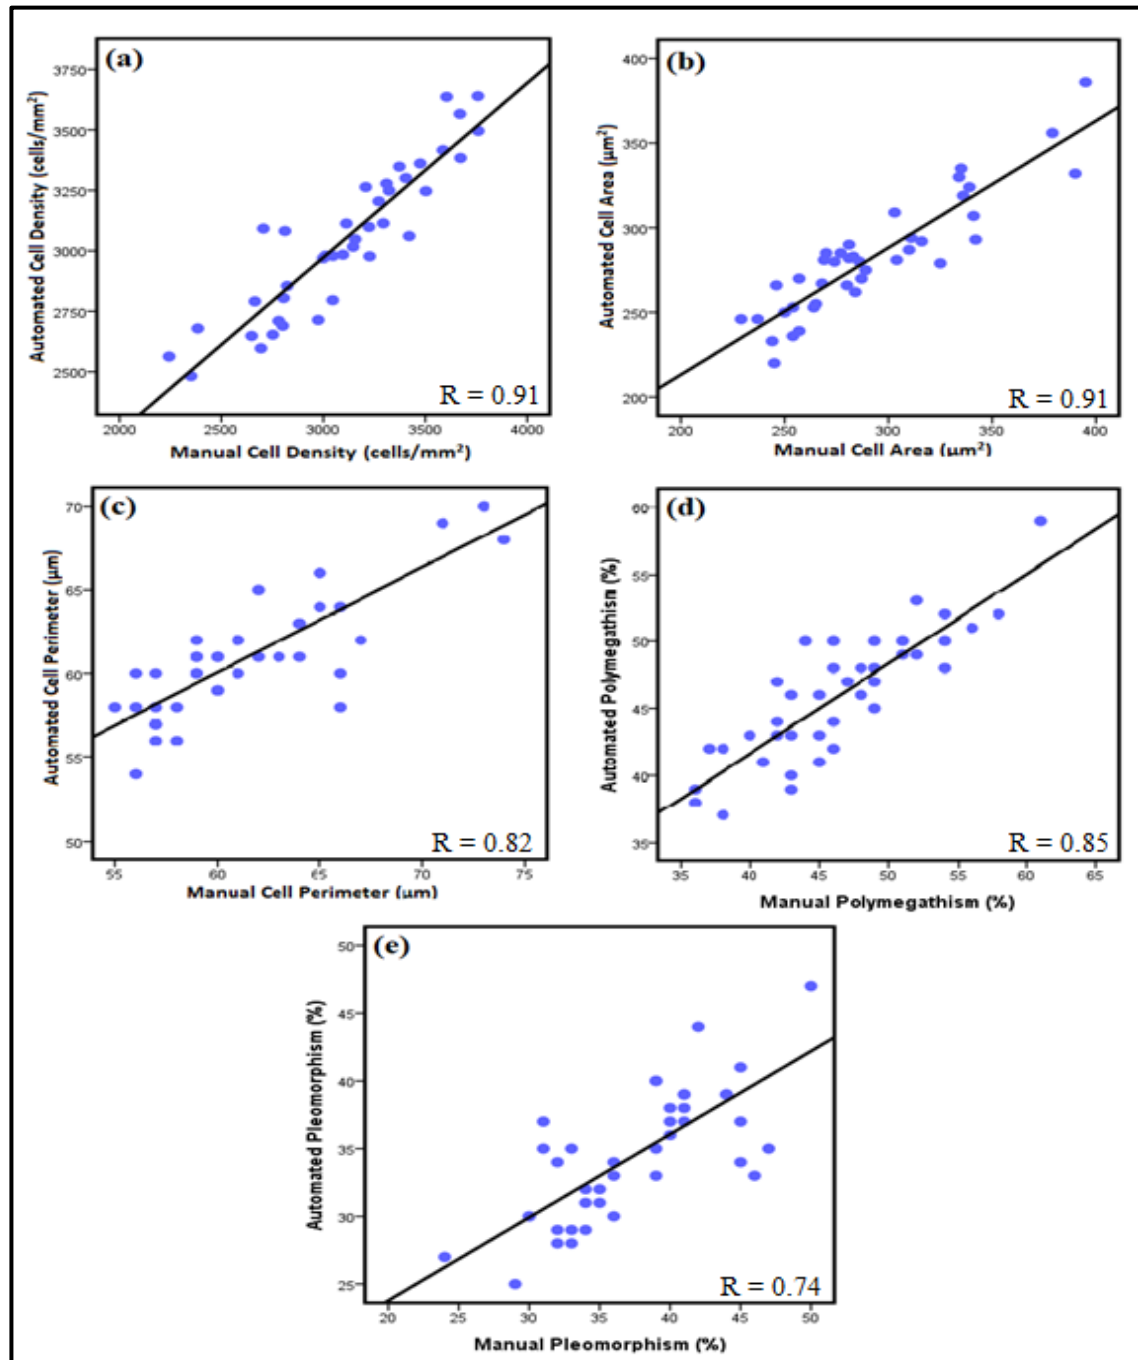 (a)
Automated Cell Density (cells/mm²)
3750
3500
3250
3000
2750
2500
R = 0.91
2000 2500 3000 3500 4000
Manual Cell Density (cells/mm²)
(b)
Automated Cell Area (µm²)
400
350
300
250
200
R = 0.91
200 250 300 350 400
Manual Cell Area (µm²)
(c)
Automated Cell Perimeter (µm)
70
65
60
55
50
R = 0.82
55 60 65 70 75
Manual Cell Perimeter (µm)
(d)
Automated Polymegathism (%)
60
55
50
45
40
35
R = 0.85
35 40 45 50 55 60 65
Manual Polymegathism (%)
(e)
Automated Pleomorphism (%)
50
45
40
35
30
25
R = 0.74
20 25 30 35 40 45 50
Manual Pleomorphism (%)